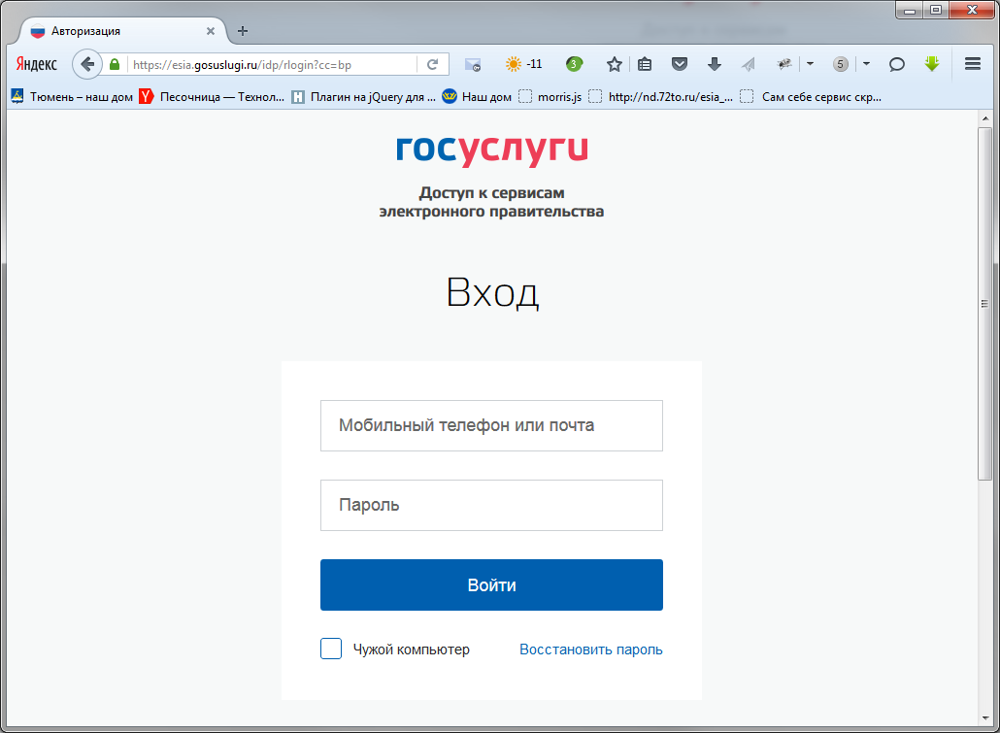 Авторизация
Яндекс
https://esia.gosuslugi.ru/idp/rlogin?cc=bp
-11
3
5
Тюмень – наш дом
Песочница — Технол...
Плагин на jQuery для ...
Наш дом
morris.js
http://nd.72to.ru/esia_...
Сам себе сервис скр...
госуслуги
Доступ к сервисам
электронного правительства
Вход
Мобильный телефон или почта
Пароль
Войти
Чужой компьютер
Восстановить пароль